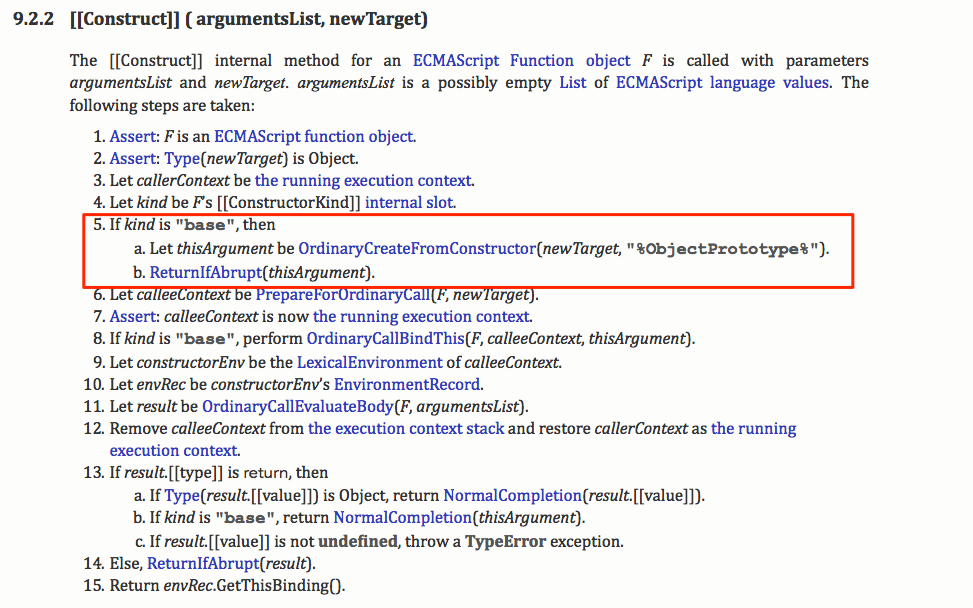 9.2.2 [[Construct]] ( argumentsList, newTarget)
The [[Construct]] internal method for an ECMAScript Function object F is called with parameters
argumentsList and newTarget. argumentsList is a possibly empty List of ECMAScript language values. The
following steps are taken:
1. Assert: F is an ECMAScript function object.
2. Assert: Type(newTarget) is Object.
3. Let callerContext be the running execution context.
4. Let kind be F's [[ConstructorKind]] internal slot.
5. If kind is "base", then
a. Let thisArgument be OrdinaryCreateFromConstructor(newTarget, "%ObjectPrototype%").
b. ReturnIfAbrupt(thisArgument).
6. Let calleeContext be PrepareForOrdinaryCall(F, newTarget).
7. Assert: calleeContext is now the running execution context.
8. If kind is "base", perform OrdinaryCallBindThis(F, calleeContext, thisArgument).
9. Let constructorEnv be the LexicalEnvironment of calleeContext.
10. Let envRec be constructorEnv's EnvironmentRecord.
11. Let result be OrdinaryCallEvaluateBody(F, argumentsList).
12. Remove calleeContext from the execution context stack and restore callerContext as the running
execution context.
13. If result.[[type]] is return, then
a. If Type(result.[[value]]) is Object, return NormalCompletion(result.[[value]]).
b. If kind is "base", return NormalCompletion(thisArgument).
c. If result.[[value]] is not undefined, throw a TypeError exception.
14. Else, ReturnIfAbrupt(result).
15. Return envRec.GetThisBinding().